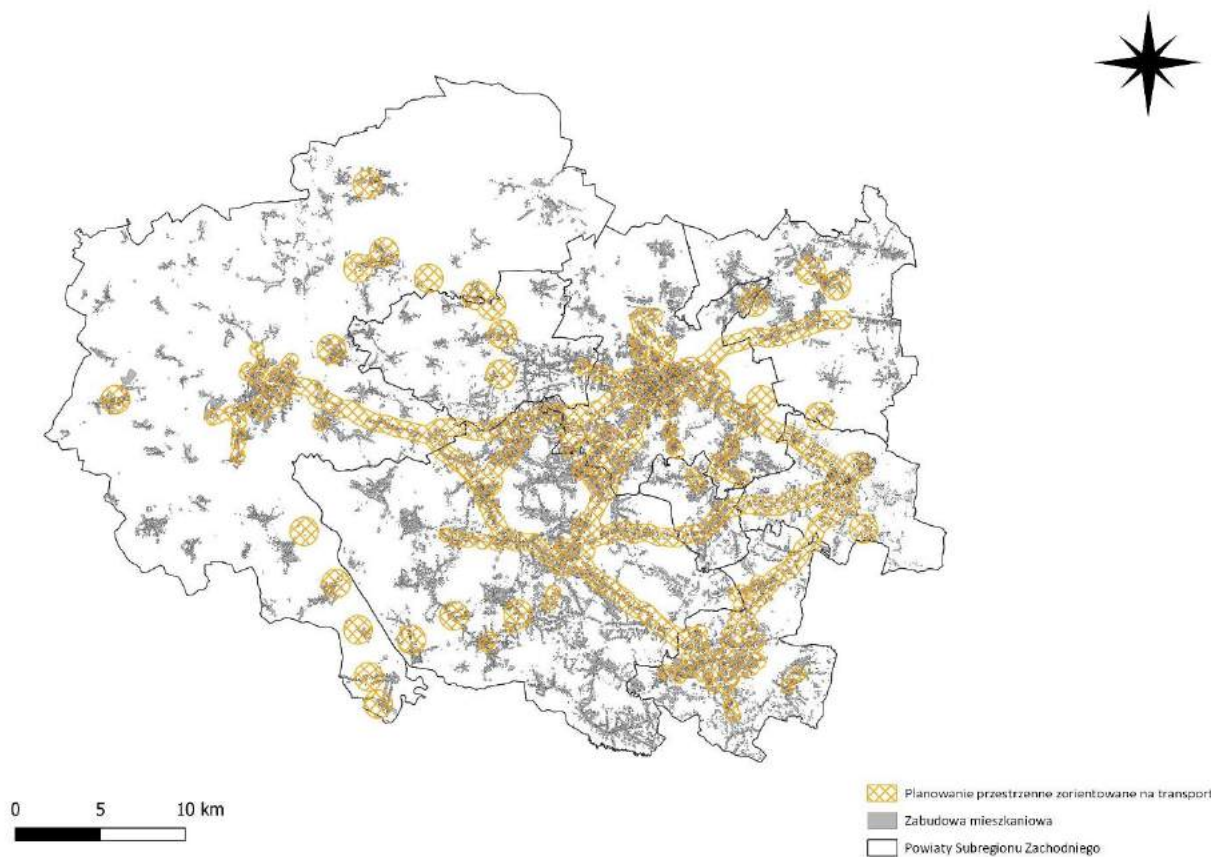 0 5 10 km
Planowanie przestrzenne zorientowane na transport
Zabudowa mieszkaniowa
Powiaty Subregionu Zachodniego